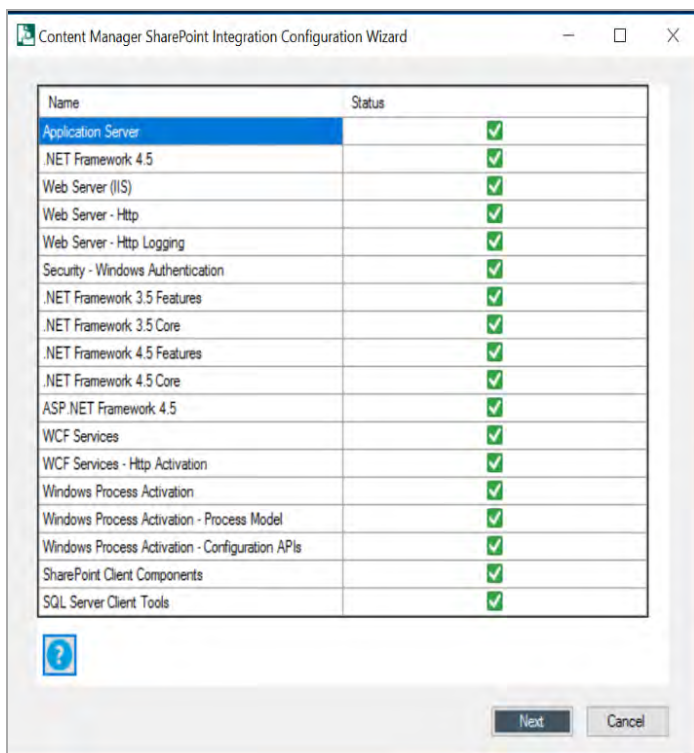 Content Manager SharePoint Integration Configuration Wizard
Name Status
Application Server
.NET Framework 4.5
Web Server (IIS)
Web Server - Http
Web Server - Http Logging
Security - Windows Authentication
.NET Framework 3.5 Features
.NET Framework 3.5 Core
.NET Framework 4.5 Features
.NET Framework 4.5 Core
ASP.NET Framework 4.5
WCF Services
WCF Services - Http Activation
Windows Process Activation
Windows Process Activation - Process Model
Windows Process Activation - Configuration APIs
SharePoint Client Components
SQL Server Client Tools
?
Next Cancel